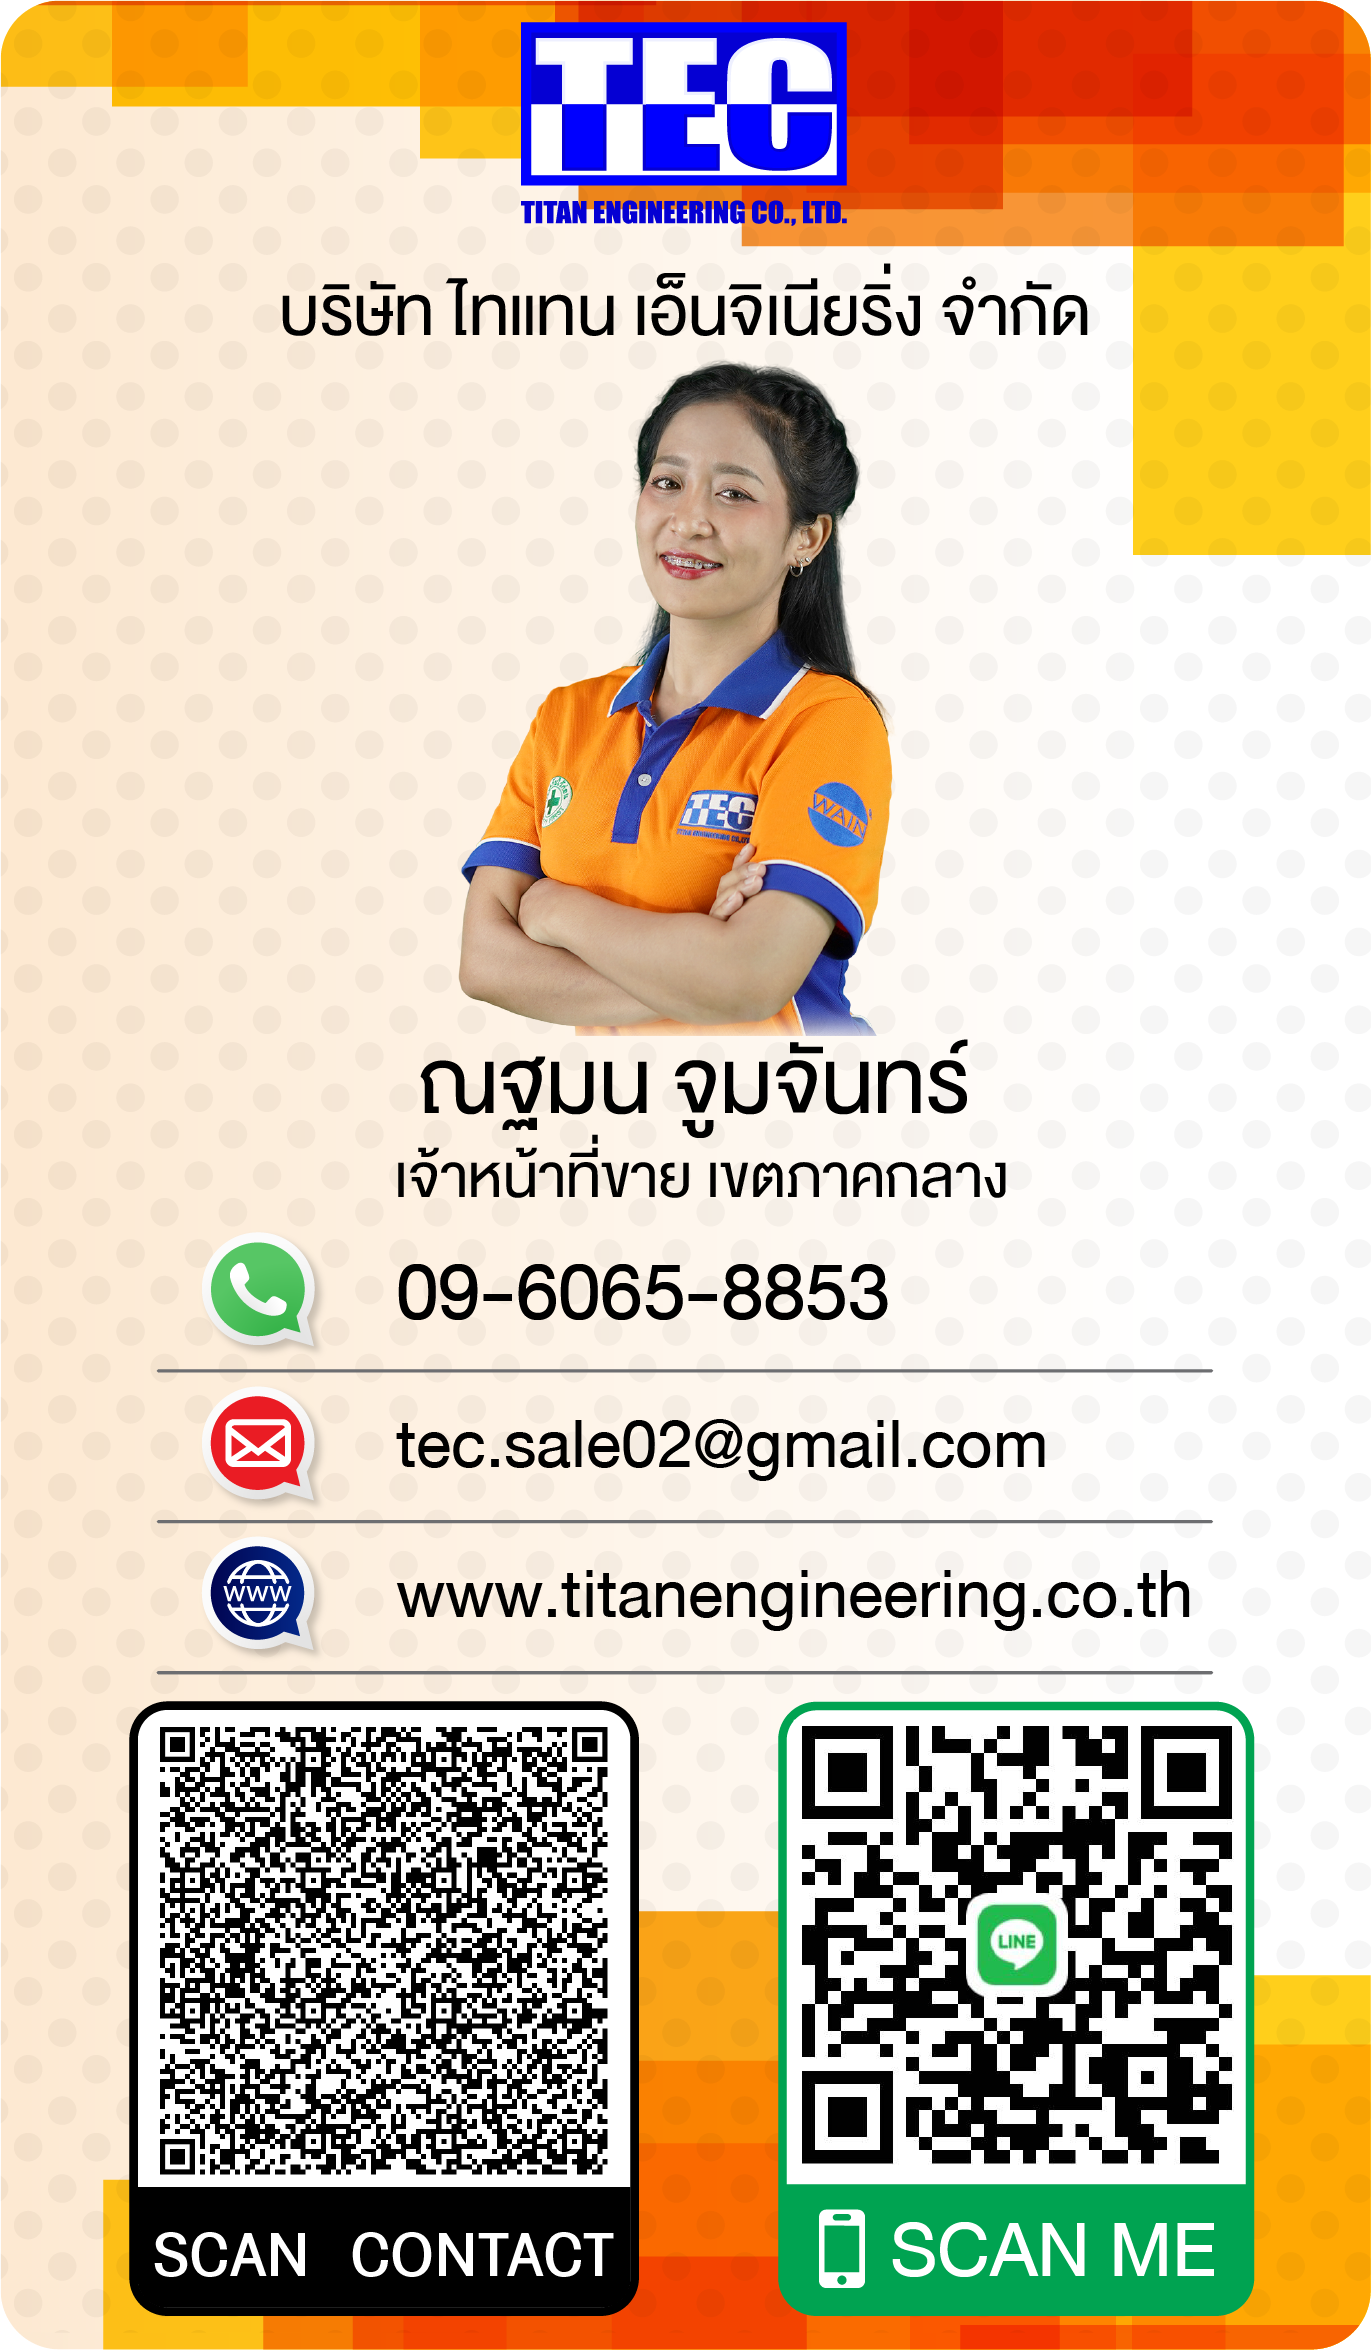 TEC
TITAN ENGINEERING CO., LTD.
บริษัท ไทแทน เอ็นจิเนียริ่ง จำกัด
TEC
WAIN
ณฐมน จูมจันทร์
เจ้าหน้าที่ขาย เขตภาคกลาง
09-6065-8853
tec.sale02@gmail.com
www
www.titanengineering.co.th
LINE
SCAN CONTACT
SCAN ME